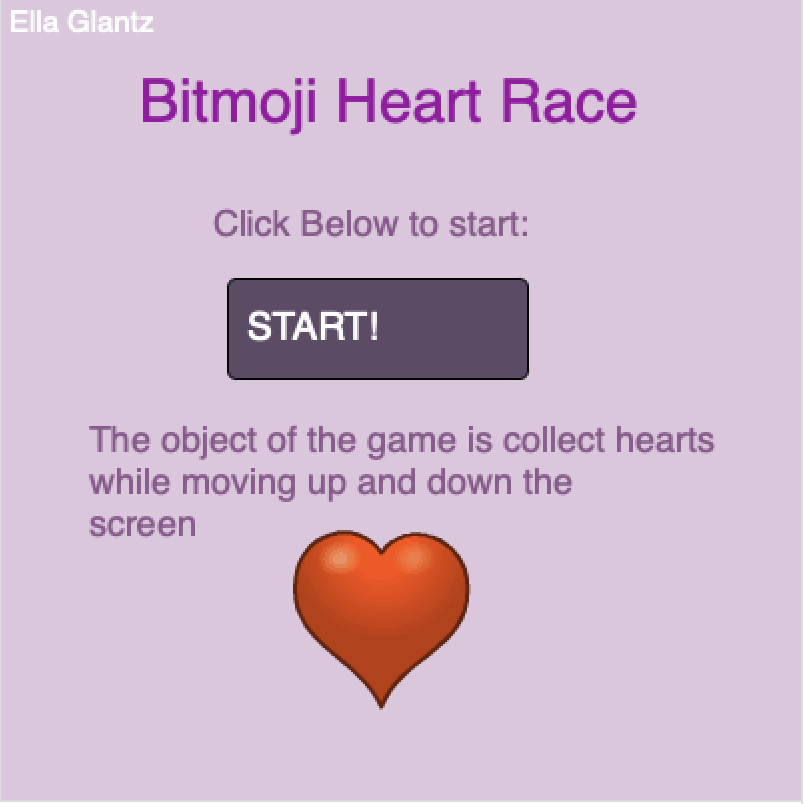 Ella Glantz
Bitmoji Heart Race
Click Below to start:
START!
The object of the game is collect hearts
while moving up and down the
screen